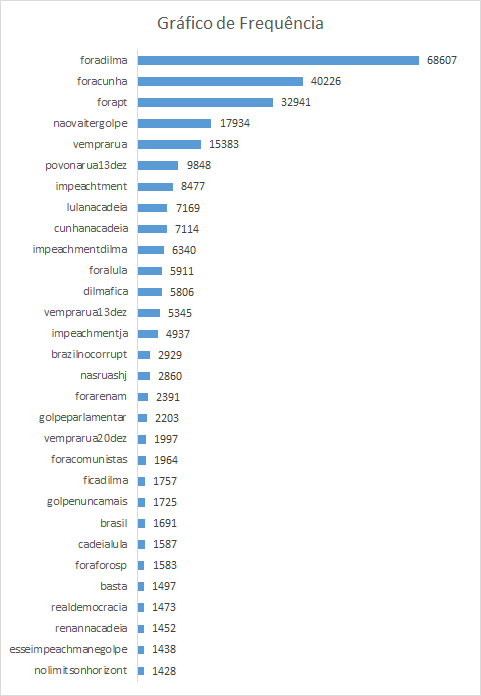 Gráfico de Frequência
foradilma 68607
foracunha 40226
forapt 32941
naovaitergolpe 17934
vemprarua 15383
povonarua13dez 9848
impeachtment 8477
lulanacadeia 7169
cunhanacadeia 7114
impeachmentdilma 6340
foralula 5911
dilmafica 5806
vemprarua13dez 5345
impeachmentja 4937
brazilnocorrupt 2929
nasruashj 2860
forarenam 2391
golpeparlamentar 2203
vemprarua20dez 1997
foracomunistas 1964
ficadilma 1757
golpenuncamais 1725
brasil 1691
cadeialula 1587
foraforosp 1583
basta 1497
realdemocracia 1473
renannacadeia 1452
esseimpeachmanegolpe 1438
nolimitsonhorizont 1428